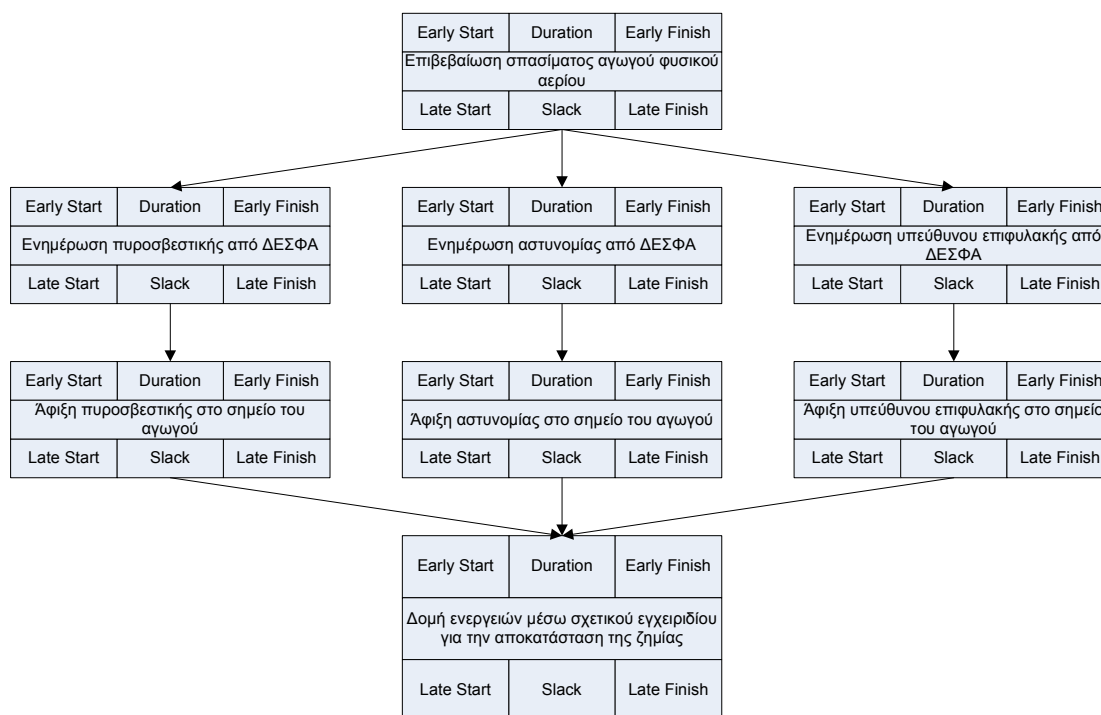 Early Start Duration Early Finish
Επιβεβαίωση σπασίματος αγωγού φυσικού
αερίου
Late Start Slack Late Finish
Early Start Duration Early Finish
Ενημέρωση πυροσβεστικής από ΔΕΣΦΑ
Late Start Slack Late Finish
Early Start Duration Early Finish
Ενημέρωση αστυνομίας από ΔΕΣΦΑ
Late Start Slack Late Finish
Early Start Duration Early Finish
Ενημέρωση υπεύθυνου επιφυλακής από
ΔΕΣΦΑ
Late Start Slack Late Finish
Early Start Duration Early Finish
Άφιξη πυροσβεστικής στο σημείο του
αγωγού
Late Start Slack Late Finish
Early Start Duration Early Finish
Άφιξη αστυνομίας στο σημείο του αγωγού
Late Start Slack Late Finish
Early Start Duration Early Finish
Άφιξη υπεύθυνου επιφυλακής στο σημείο
του αγωγού
Late Start Slack Late Finish
Early Start Duration Early Finish
Δομή ενεργειών μέσω σχετικού εγχειριδίου
για την αποκατάσταση της ζημίας
Late Start Slack Late Finish